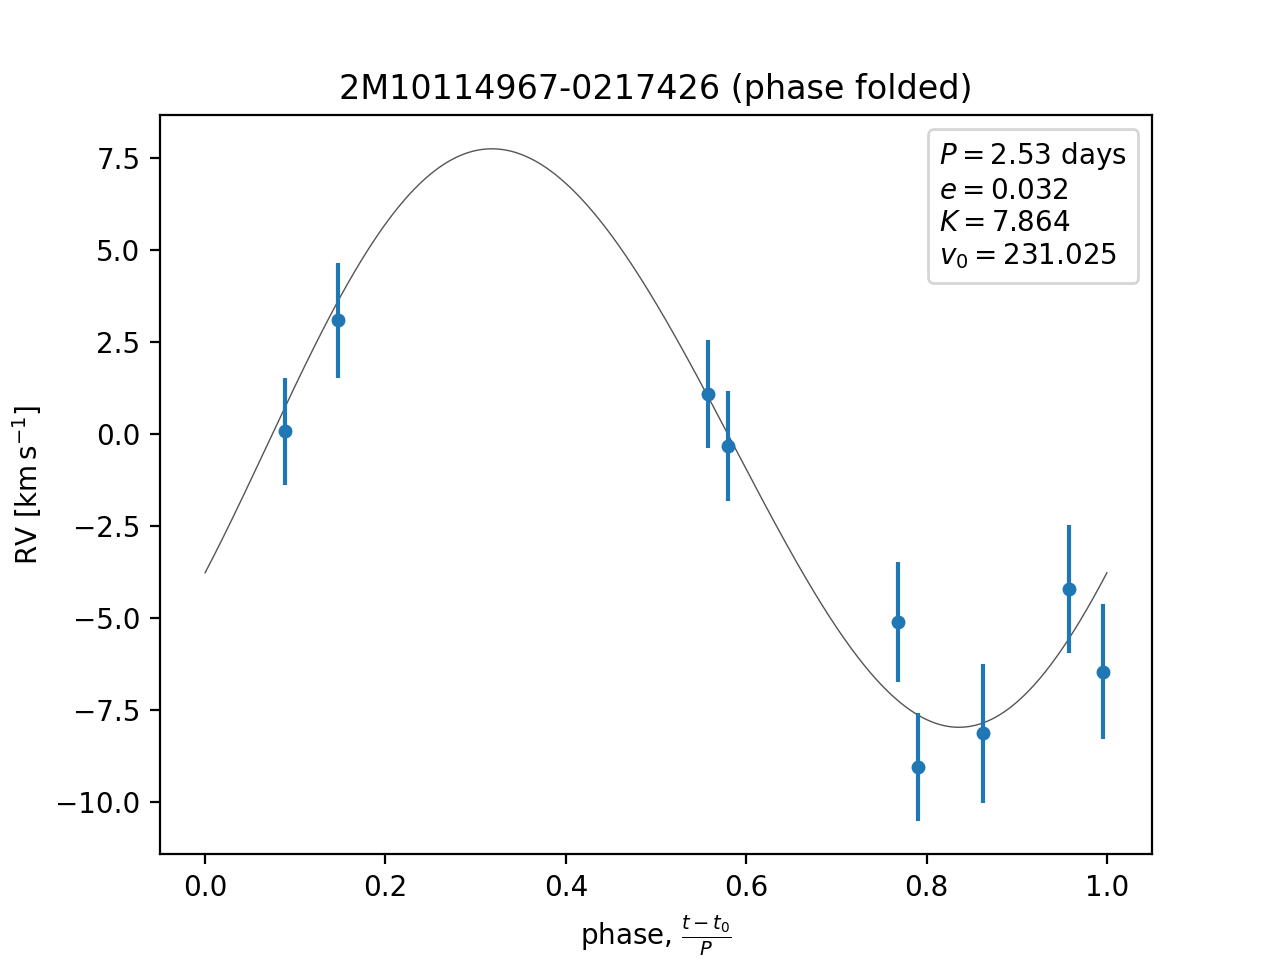 2M10114967-0217426 (phase folded)
P = 2.53 days
e = 0.032
K = 7.864
v₀ = 231.025
7.5
5.0
2.5
0.0
−2.5
−5.0
−7.5
−10.0
RV [km s⁻¹]
0.0 0.2 0.4 0.6 0.8 1.0
phase, (t − t₀)/P